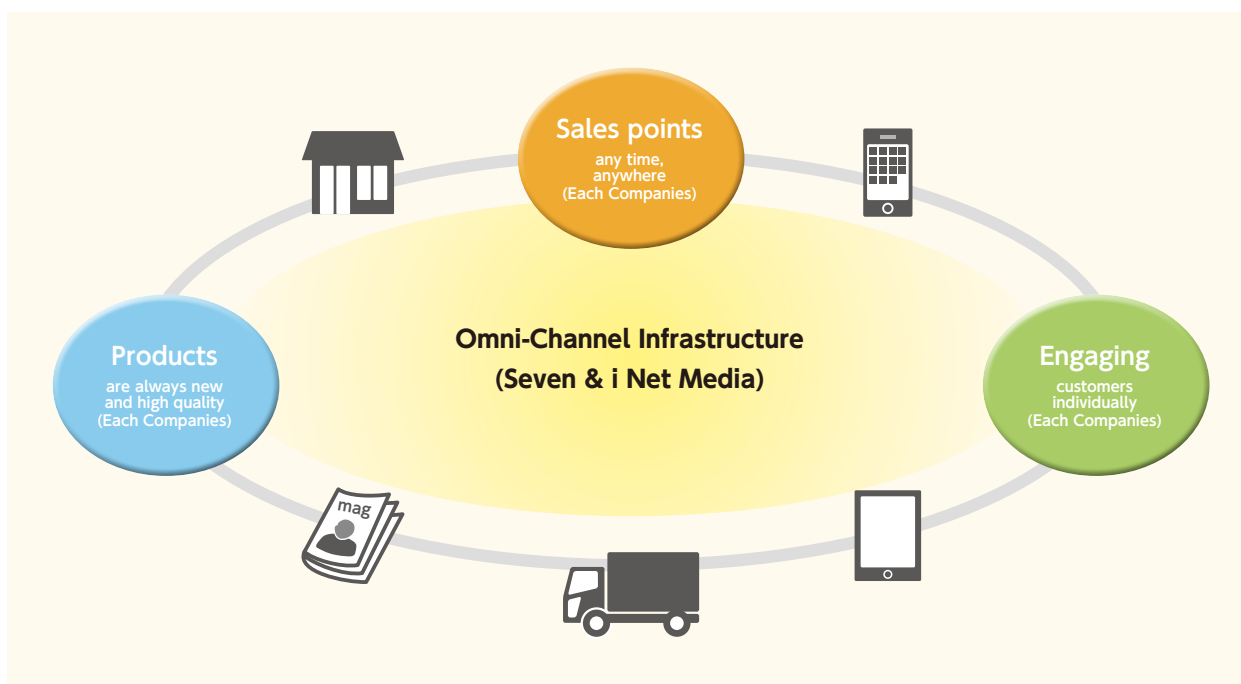 Sales points
any time,
anywhere
(Each Companies)
Omni-Channel Infrastructure
(Seven & i Net Media)
Products
are always new
and high quality
(Each Companies)
Engaging
customers
individually
(Each Companies)
mag